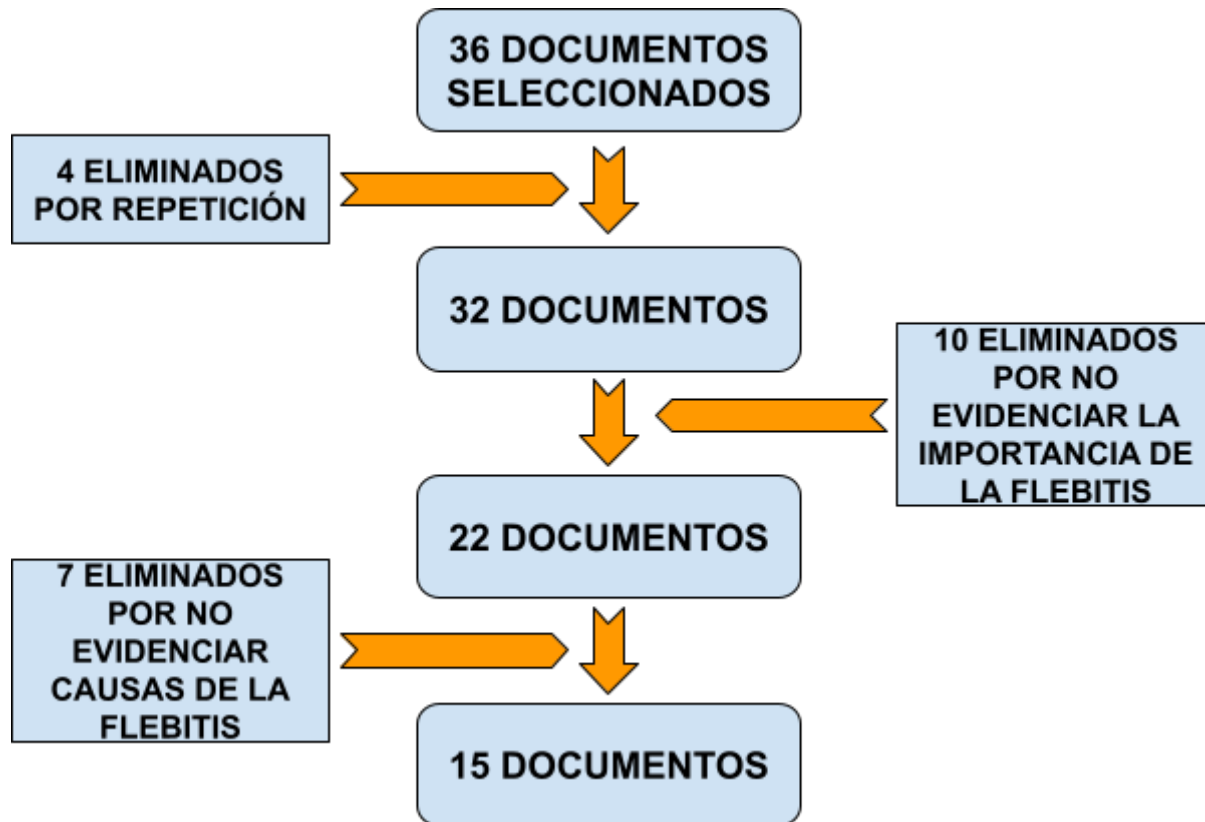 36 DOCUMENTOS
SELECCIONADOS
4 ELIMINADOS
POR REPETICIÓN
32 DOCUMENTOS
10 ELIMINADOS
POR NO
EVIDENCIAR LA
IMPORTANCIA DE
LA FLEBITIS
22 DOCUMENTOS
7 ELIMINADOS
POR NO
EVIDENCIAR
CAUSAS DE LA
FLEBITIS
15 DOCUMENTOS